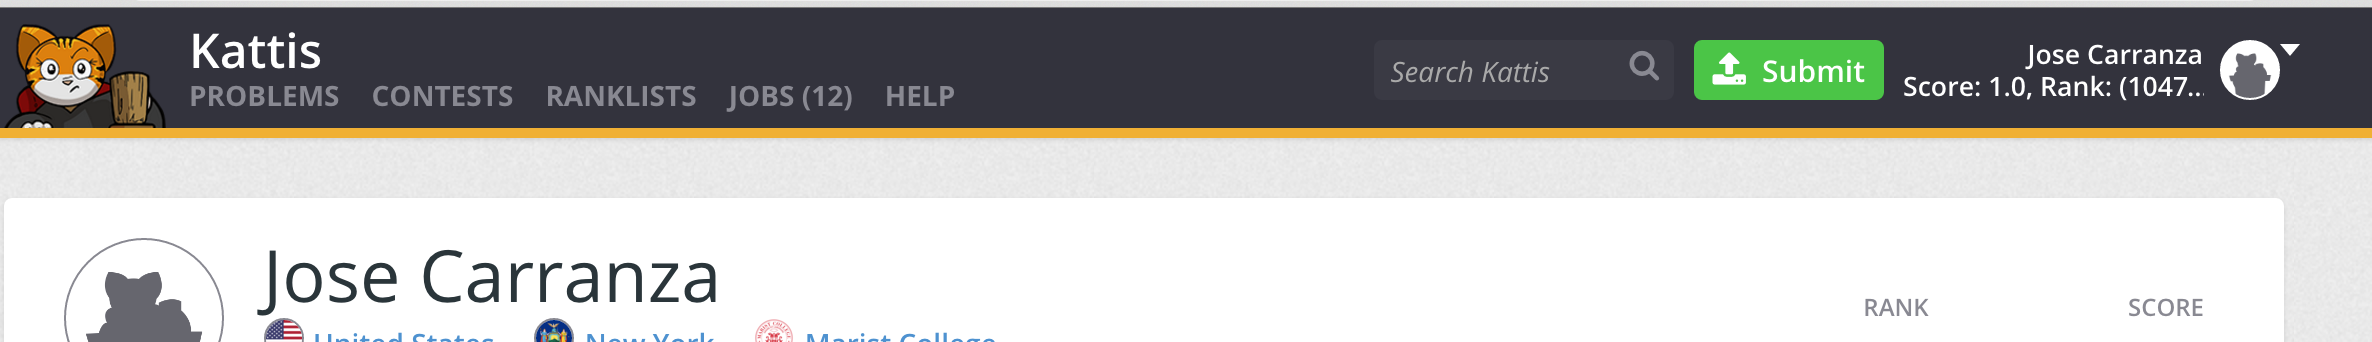 Kattis
PROBLEMS CONTESTS RANKLISTS JOBS (12) HELP
Search Kattis
Submit
Jose Carranza
Score: 1.0, Rank: (1047...
Jose Carranza
United States New York Marist College
RANK SCORE